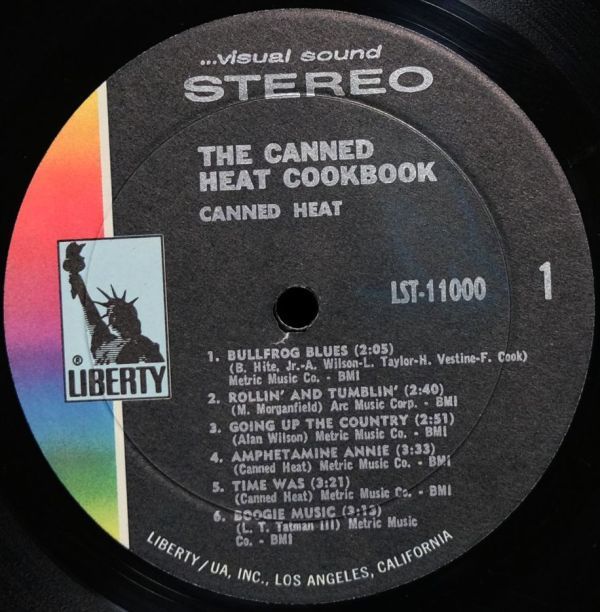 ...visual sound
STEREO
THE CANNED
HEAT COOKBOOK
CANNED HEAT
LST-11000
1
® LIBERTY
1. BULLFROG BLUES (2:05)
(B. Hite, Jr.-A. Wilson-L. Taylor-H. Vestine-F. Cook)
Metric Music Co. - BMI
2. ROLLIN' AND TUMBLIN' (2:40)
(M. Morganfield) Arc Music Corp. - BMI
3. GOING UP THE COUNTRY (2:51)
(Alan Wilson) Metric Music Co. - BMI
4. AMPHETAMINE ANNIE (3:33)
(Canned Heat) Metric Music Co. - BMI
5. TIME WAS (3:21)
(Canned Heat) Metric Music Co. - BMI
6. BOOGIE MUSIC (3:13)
(L. T. Tatman III) Metric Music
Co. - BMI
LIBERTY/UA, INC., LOS ANGELES, CALIFORNIA